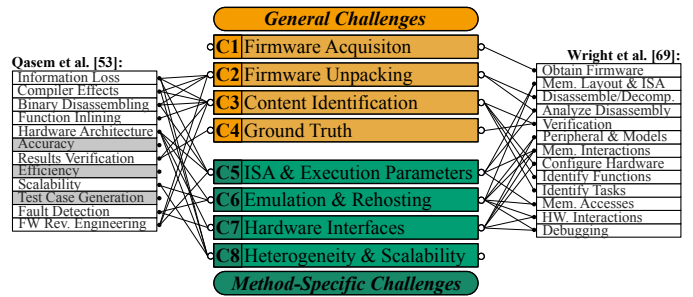 General Challenges
Qasem et al. [53]:
Information Loss
Compiler Effects
Binary Disassembling
Function Inlining
Hardware Architecture
Accuracy
Results Verification
Efficiency
Scalability
Test Case Generation
Fault Detection
FW Rev. Engineering
C1 Firmware Acquisiton
C2 Firmware Unpacking
C3 Content Identification
C4 Ground Truth
C5 ISA & Execution Parameters
C6 Emulation & Rehosting
C7 Hardware Interfaces
C8 Heterogeneity & Scalability
Method-Specific Challenges
Wright et al. [69]:
Obtain Firmware
Mem. Layout & ISA
Disassemble/Decomp.
Analyze Disassembly
Verification
Peripheral & Models
Mem. Interactions
Configure Hardware
Identify Functions
Identify Tasks
Mem. Accesses
HW. Interactions
Debugging